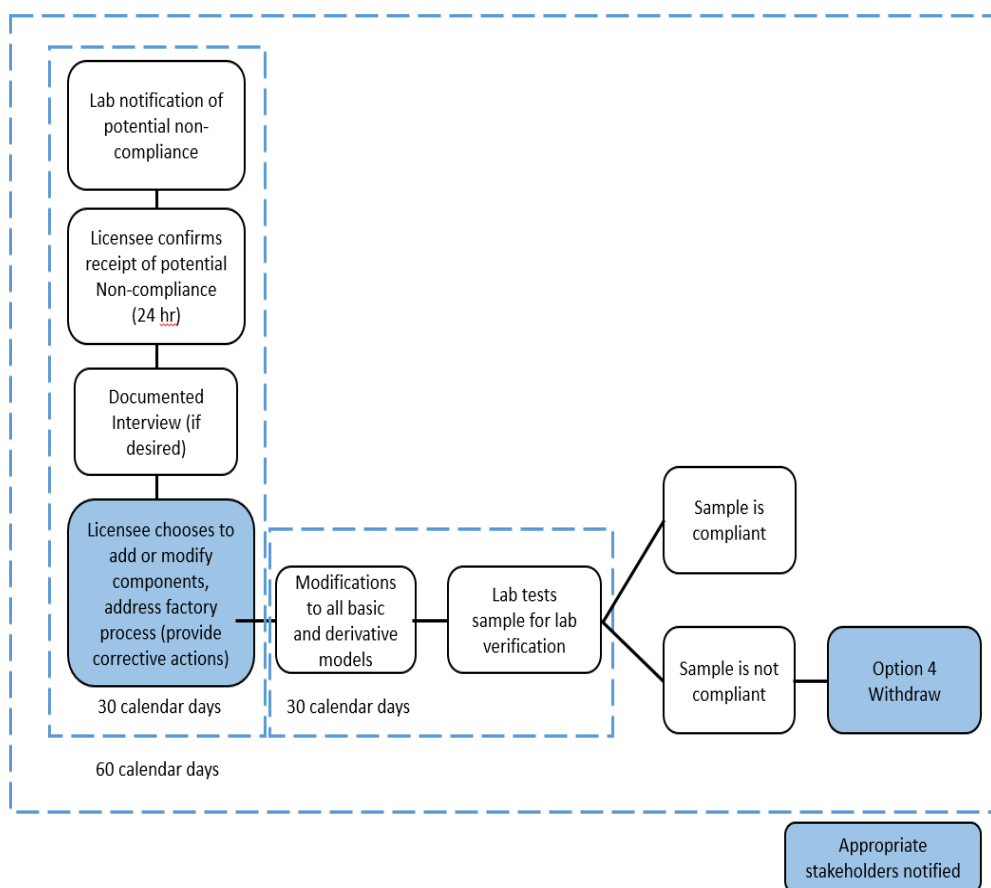 Lab notification of
potential non-
compliance
Licensee confirms
receipt of potential
Non-compliance
(24 hr)
Documented
Interview (if
desired)
Licensee chooses to
add or modify
components,
address factory
process (provide
corrective actions)
30 calendar days
60 calendar days
Modifications
to all basic
and derivative
models
30 calendar days
Lab tests
sample for lab
verification
Sample is
compliant
Sample is not
compliant
Option 4
Withdraw
Appropriate
stakeholders notified